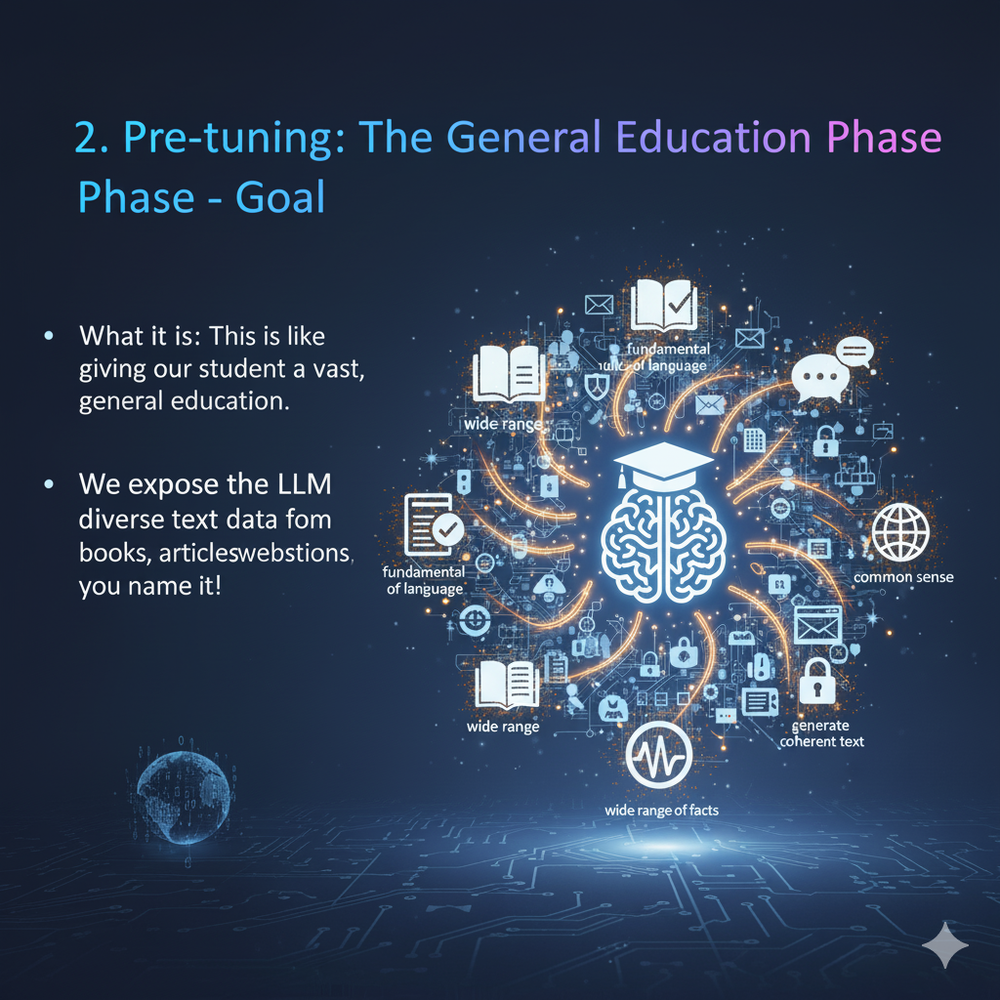 2. Pre-tuning: The General Education Phase
Phase - Goal
• What it is: This is like
giving our student a vast,
general education.
• We expose the LLM
diverse text data fom
books, articleswebstions,
you name it!
fundamental
of language
wide range
fundamental
of language
common sense
wide range
generate
coherent text
wide range of facts